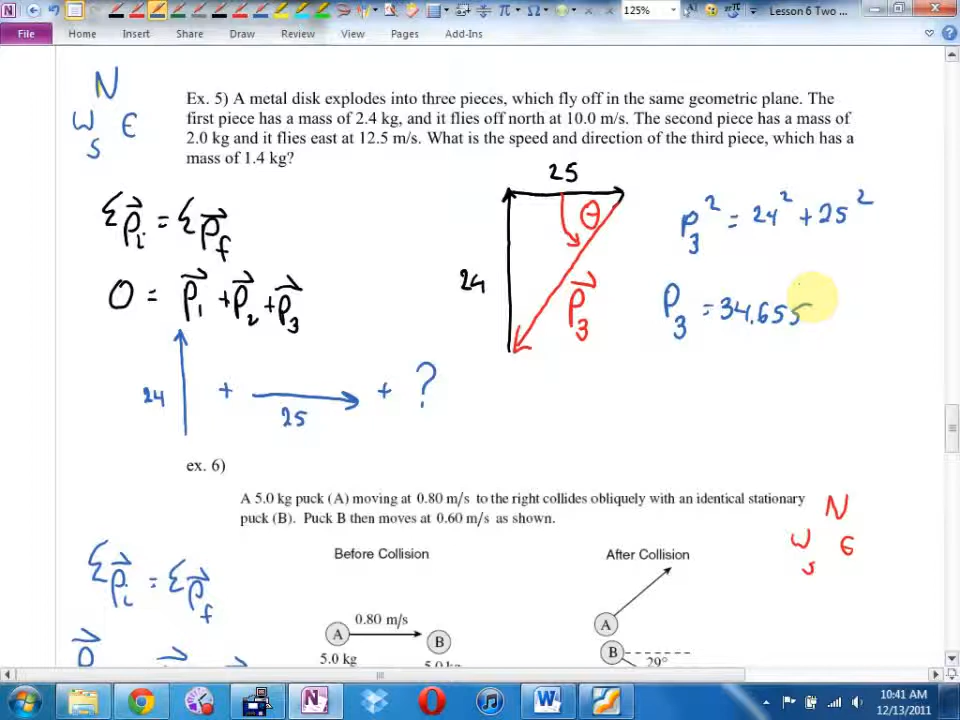 125%
Lesson 6 Two ...
File Home Insert Share Draw Review View Pages Add-Ins
N
W E
S
Ex. 5) A metal disk explodes into three pieces, which fly off in the same geometric plane. The
first piece has a mass of 2.4 kg, and it flies off north at 10.0 m/s. The second piece has a mass of
2.0 kg and it flies east at 12.5 m/s. What is the speed and direction of the third piece, which has a
mass of 1.4 kg?
Σp⃗i = Σp⃗f
0 = p⃗1 + p⃗2 + p⃗3
24 + 25 + ?
25
θ
24
p⃗3
p3² = 24² + 25²
p3 = 34.655
ex. 6)
A 5.0 kg puck (A) moving at 0.80 m/s to the right collides obliquely with an identical stationary
puck (B). Puck B then moves at 0.60 m/s as shown.
N
W E
S
Before Collision
After Collision
Σp⃗i = Σp⃗f
0.80 m/s
A
B
5.0 kg
5.0 kg
A
B
29°
10:41 AM
12/13/2011